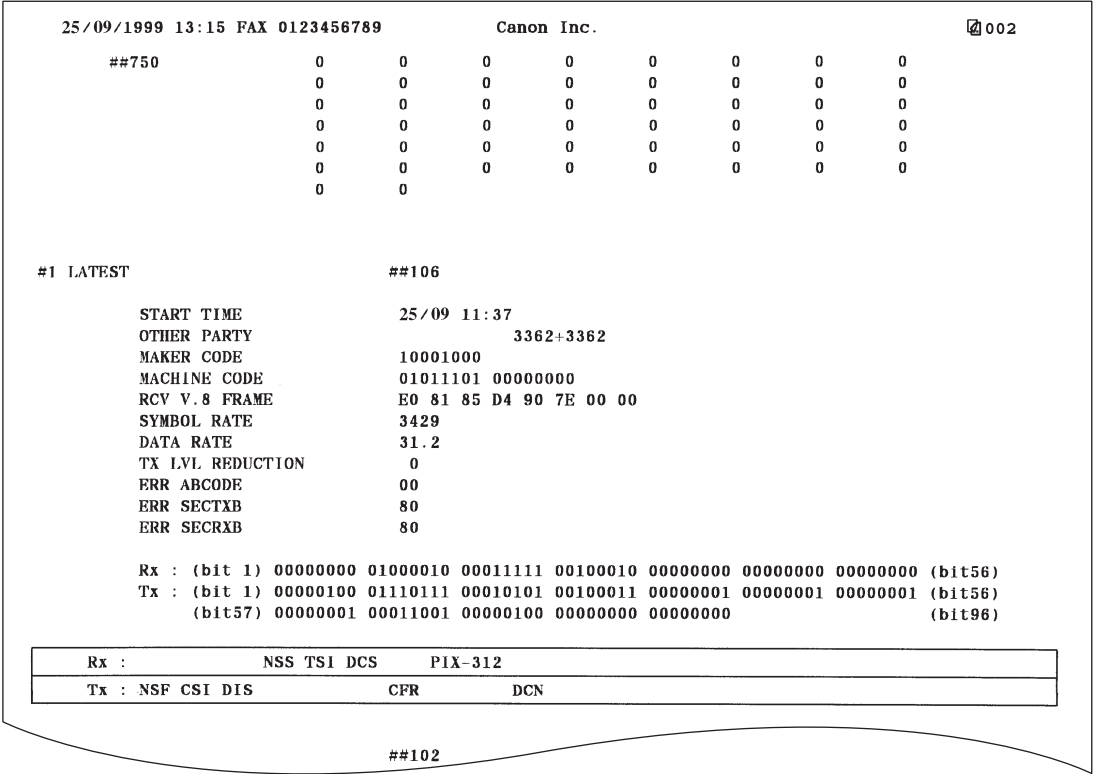 25/09/1999 13:15 FAX 0123456789 Canon Inc. 002
##750 0 0 0 0 0 0 0 0
0 0 0 0 0 0 0 0
0 0 0 0 0 0 0 0
0 0 0 0 0 0 0 0
0 0 0 0 0 0 0 0
0 0 0 0 0 0 0 0
0 0
#1 LATEST ##106
START TIME 25/09 11:37
OTHER PARTY 3362+3362
MAKER CODE 10001000
MACHINE CODE 01011101 00000000
RCV V.8 FRAME E0 81 85 D4 90 7E 00 00
SYMBOL RATE 3429
DATA RATE 31.2
TX LVL REDUCTION 0
ERR ABCODE 00
ERR SECTXB 80
ERR SECRXB 80
Rx : (bit 1) 00000000 01000010 00011111 00100010 00000000 00000000 00000000 (bit56)
Tx : (bit 1) 00000100 01110111 00010101 00100011 00000001 00000001 00000001 (bit56)
(bit57) 00000001 00011001 00000100 00000000 00000000 (bit96)
Rx : NSS TSI DCS PIX-312
Tx : NSF CSI DIS CFR DCN
##102